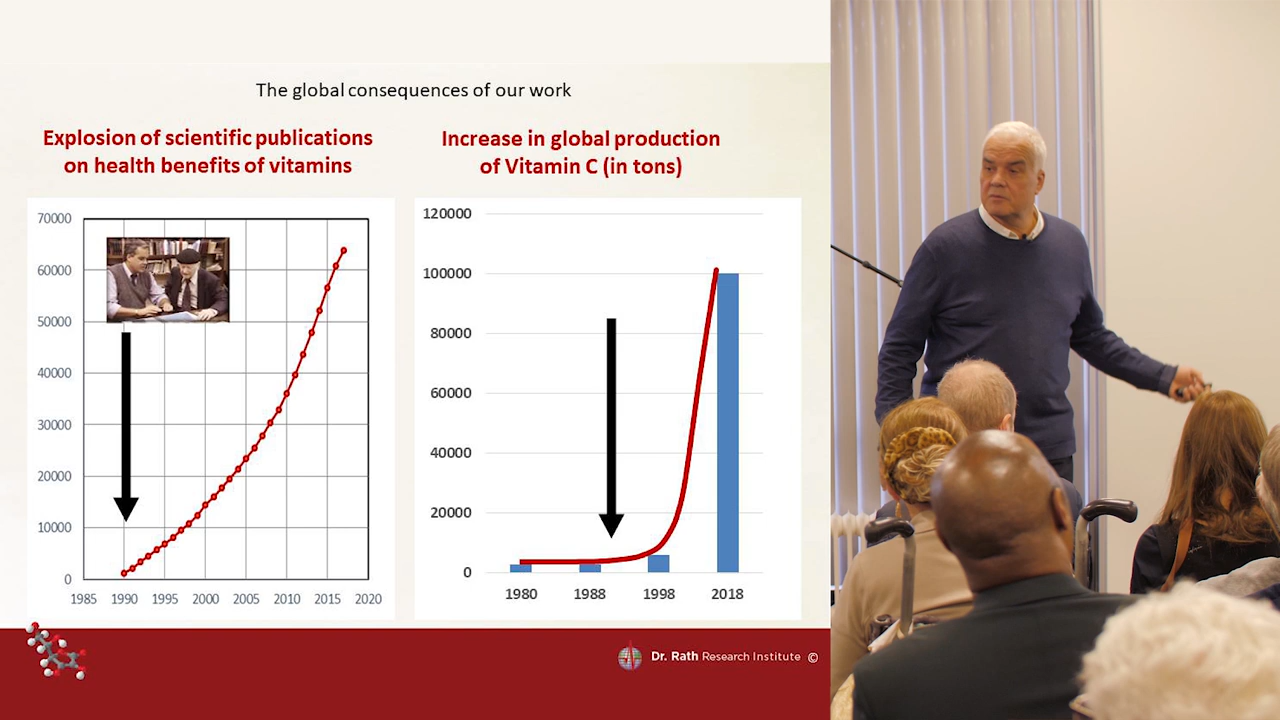 The global consequences of our work
Explosion of scientific publications
on health benefits of vitamins
70000
60000
50000
40000
30000
20000
10000
0
1985 1990 1995 2000 2005 2010 2015 2020
Increase in global production
of Vitamin C (in tons)
120000
100000
80000
60000
40000
20000
0
1980 1988 1998 2018
Dr. Rath Research Institute ©